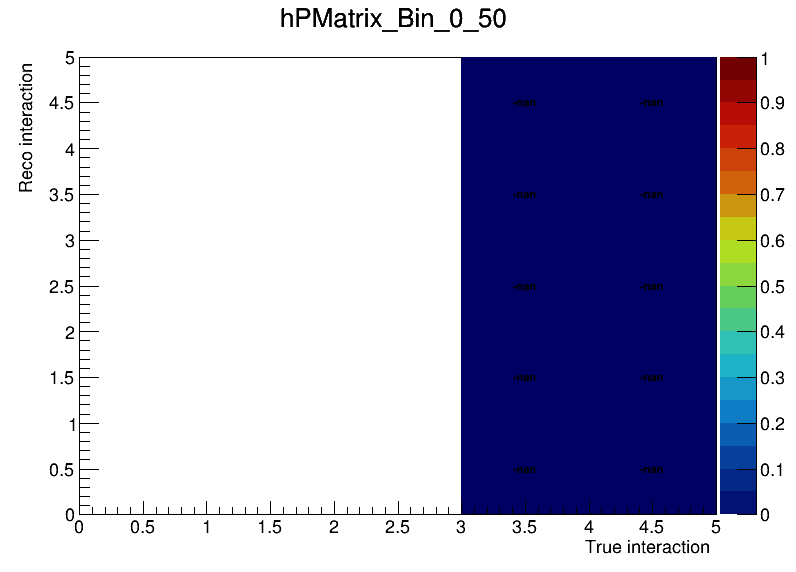 hPMatrix_Bin_0_50
Reco interaction
5
4.5
4
3.5
3
2.5
2
1.5
1
0.5
0
-nan -nan
-nan -nan
-nan -nan
-nan -nan
-nan -nan
1
0.9
0.8
0.7
0.6
0.5
0.4
0.3
0.2
0.1
0
0 0.5 1 1.5 2 2.5 3 3.5 4 4.5 5
True interaction